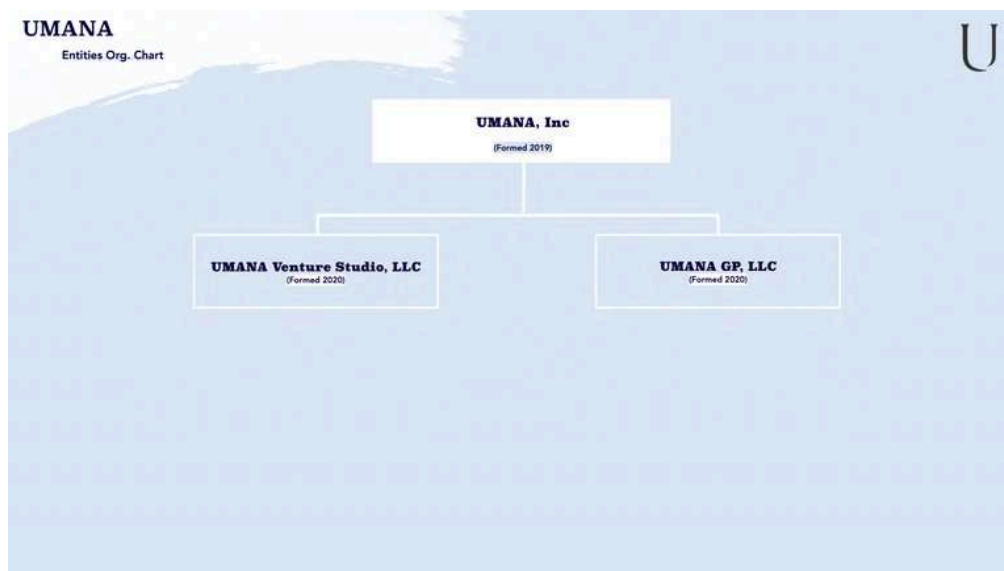 UMANA
Entities Org. Chart
U
UMANA, Inc
(Formed 2019)
UMANA Venture Studio, LLC
(Formed 2020)
UMANA GP, LLC
(Formed 2020)